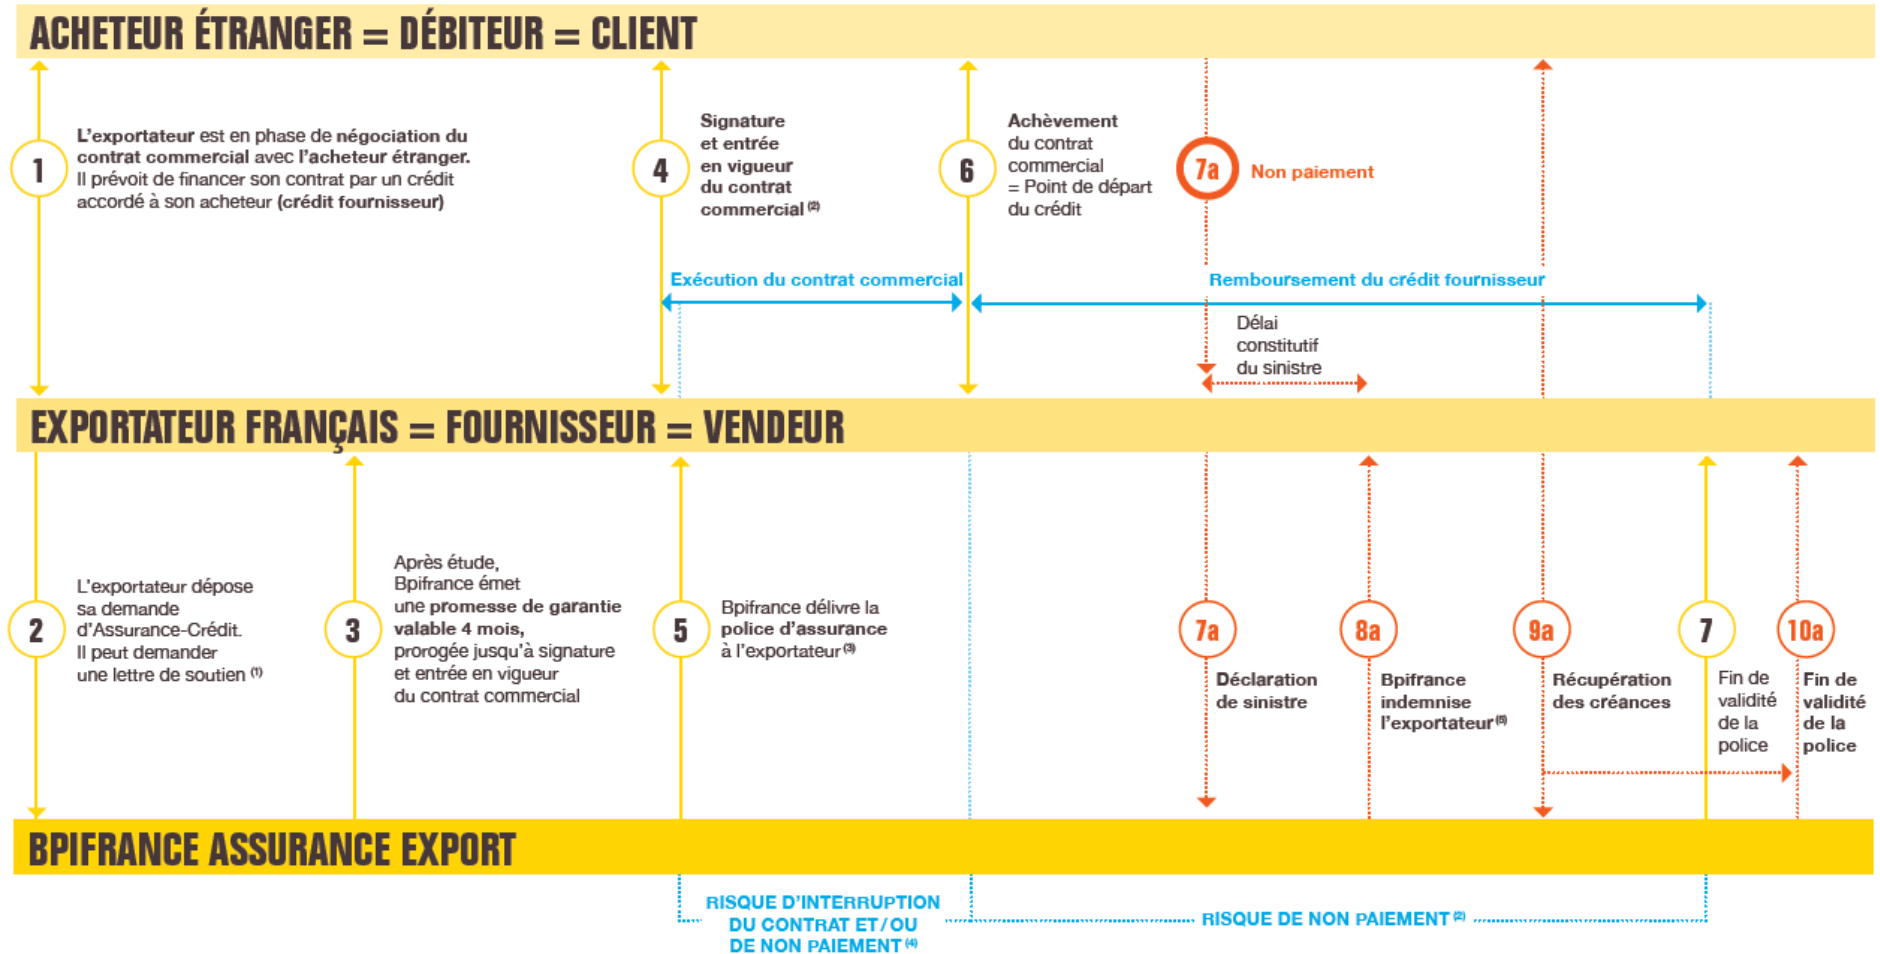 ACHETEUR ÉTRANGER = DÉBITEUR = CLIENT
1
L'exportateur est en phase de négociation du
contrat commercial avec l'acheteur étranger.
Il prévoit de financer son contrat par un crédit
accordé à son acheteur (crédit fournisseur)
4
Signature
et entrée
en vigueur
du contrat
commercial (2)
6
Achèvement
du contrat
commercial
= Point de départ
du crédit
7a
Non paiement
Exécution du contrat commercial
Remboursement du crédit fournisseur
Délai
constitutif
du sinistre
EXPORTATEUR FRANÇAIS = FOURNISSEUR = VENDEUR
2
L'exportateur dépose
sa demande
d'Assurance-Crédit.
Il peut demander
une lettre de soutien (1)
3
Après étude,
Bpifrance émet
une promesse de garantie
valable 4 mois,
prorogée jusqu'à signature
et entrée en vigueur
du contrat commercial
5
Bpifrance délivre la
police d'assurance
à l'exportateur (3)
7a
Déclaration
de sinistre
8a
Bpifrance
indemnise
l'exportateur (5)
9a
Récupération
des créances
7
Fin de
validité
de la
police
10a
Fin de
validité
de la
police
BPIFRANCE ASSURANCE EXPORT
RISQUE D'INTERRUPTION
DU CONTRAT ET/OU
DE NON PAIEMENT (4)
RISQUE DE NON PAIEMENT (2)